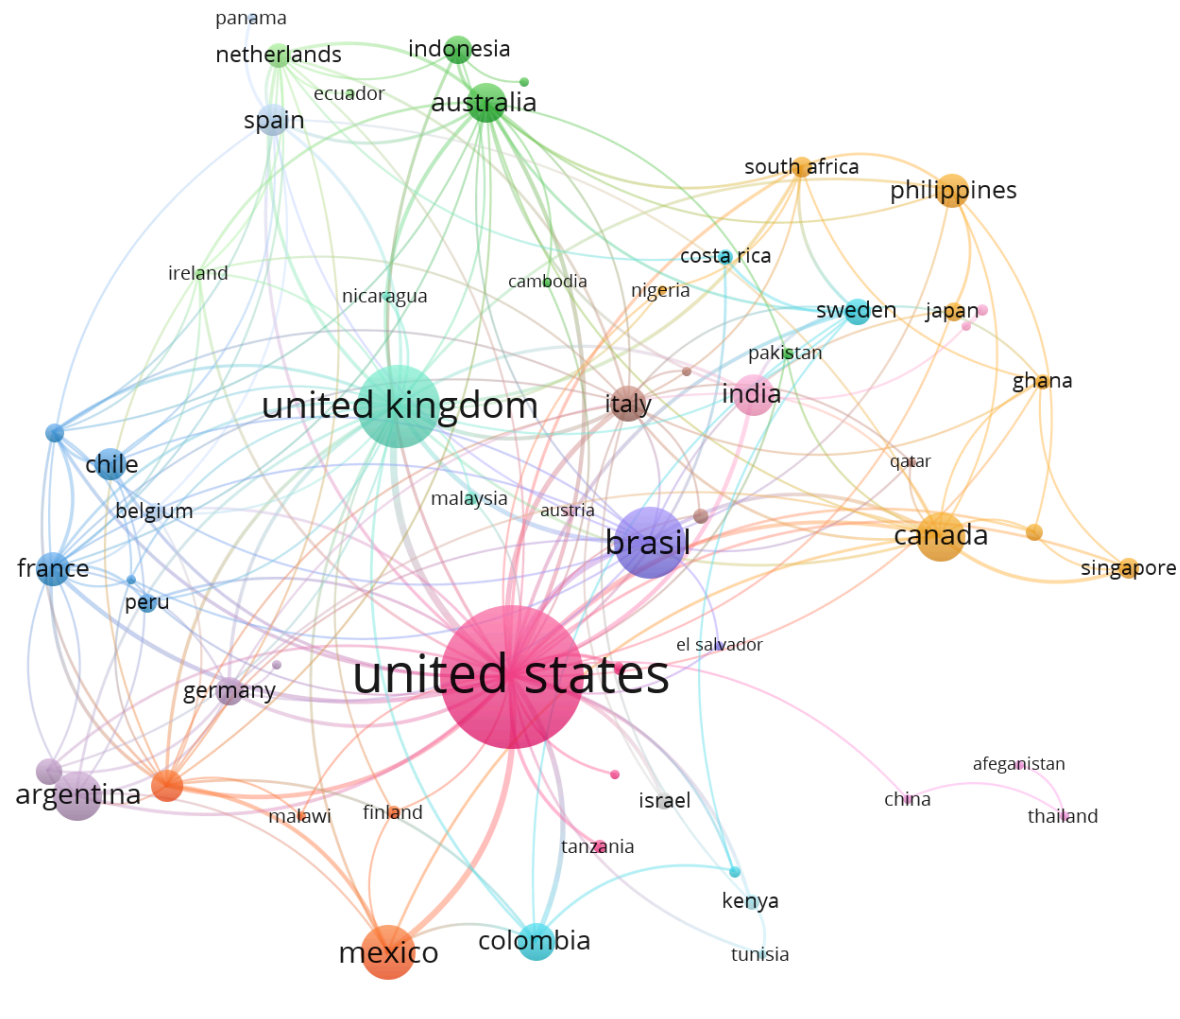 panama
netherlands
indonesia
ecuador
australia
spain
south africa
philippines
costa rica
ireland
cambodia
nigeria
nicaragua
sweden
japan
pakistan
ghana
india
united kingdom
italy
chile
qatar
malaysia
belgium
austria
canada
brasil
france
singapore
peru
el salvador
united states
germany
afeganistan
argentina
china
israel
malawi
finland
thailand
tanzania
kenya
colombia
mexico
tunisia